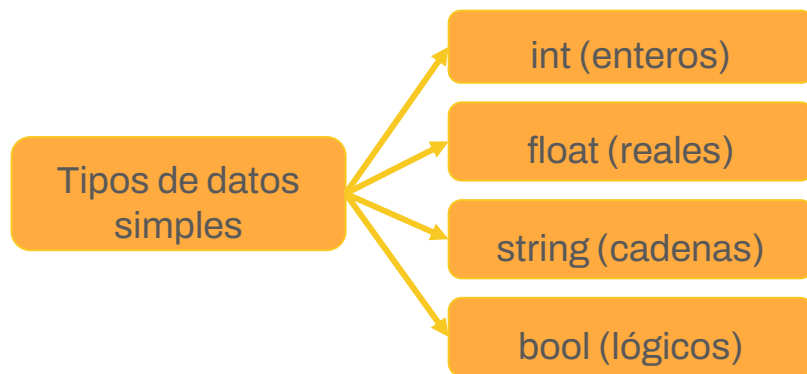 Tipos de datos
simples
int (enteros)
float (reales)
string (cadenas)
bool (lógicos)